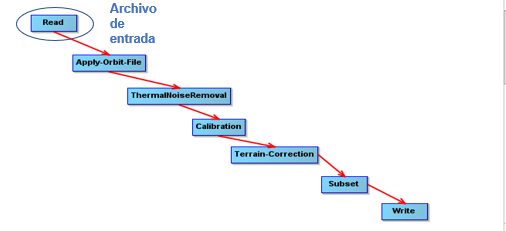 Read
Archivo
de
entrada
Apply-Orbit-File
ThermalNoiseRemoval
Calibration
Terrain-Correction
Subset
Write